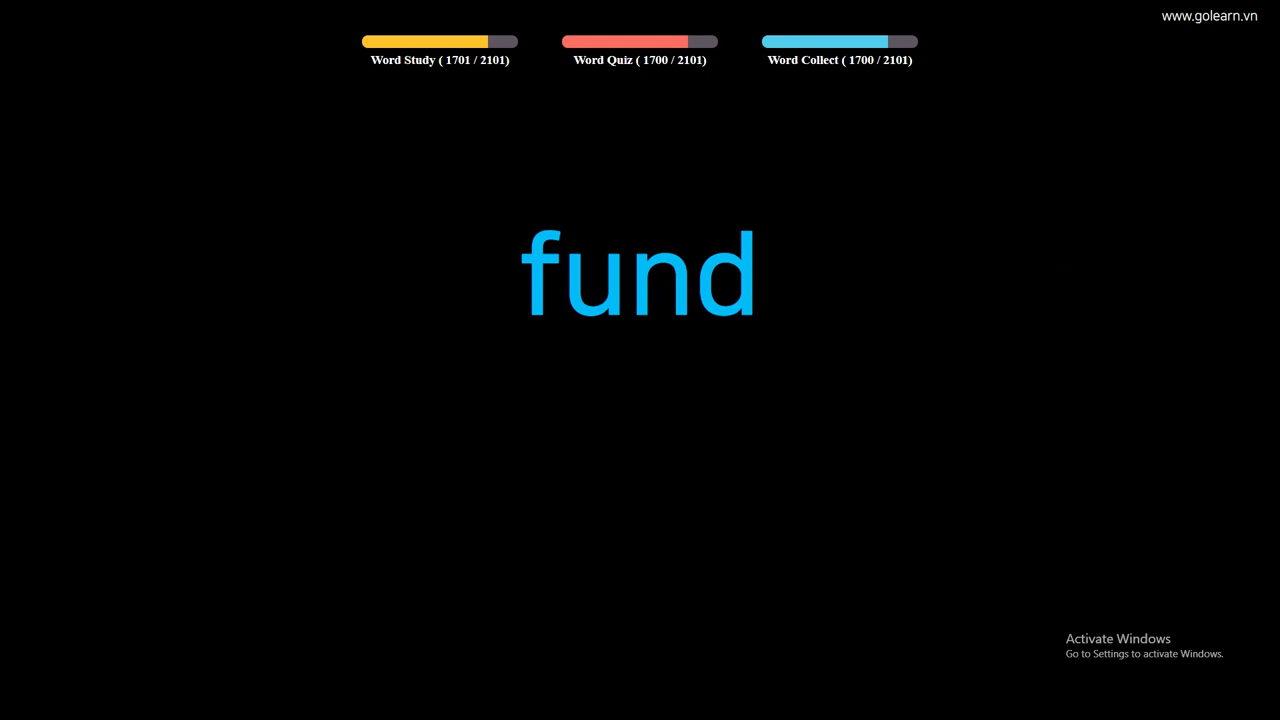 www.golearn.vn
Word Study ( 1701 / 2101)
Word Quiz ( 1700 / 2101)
Word Collect ( 1700 / 2101)
fund
Activate Windows
Go to Settings to activate Windows.